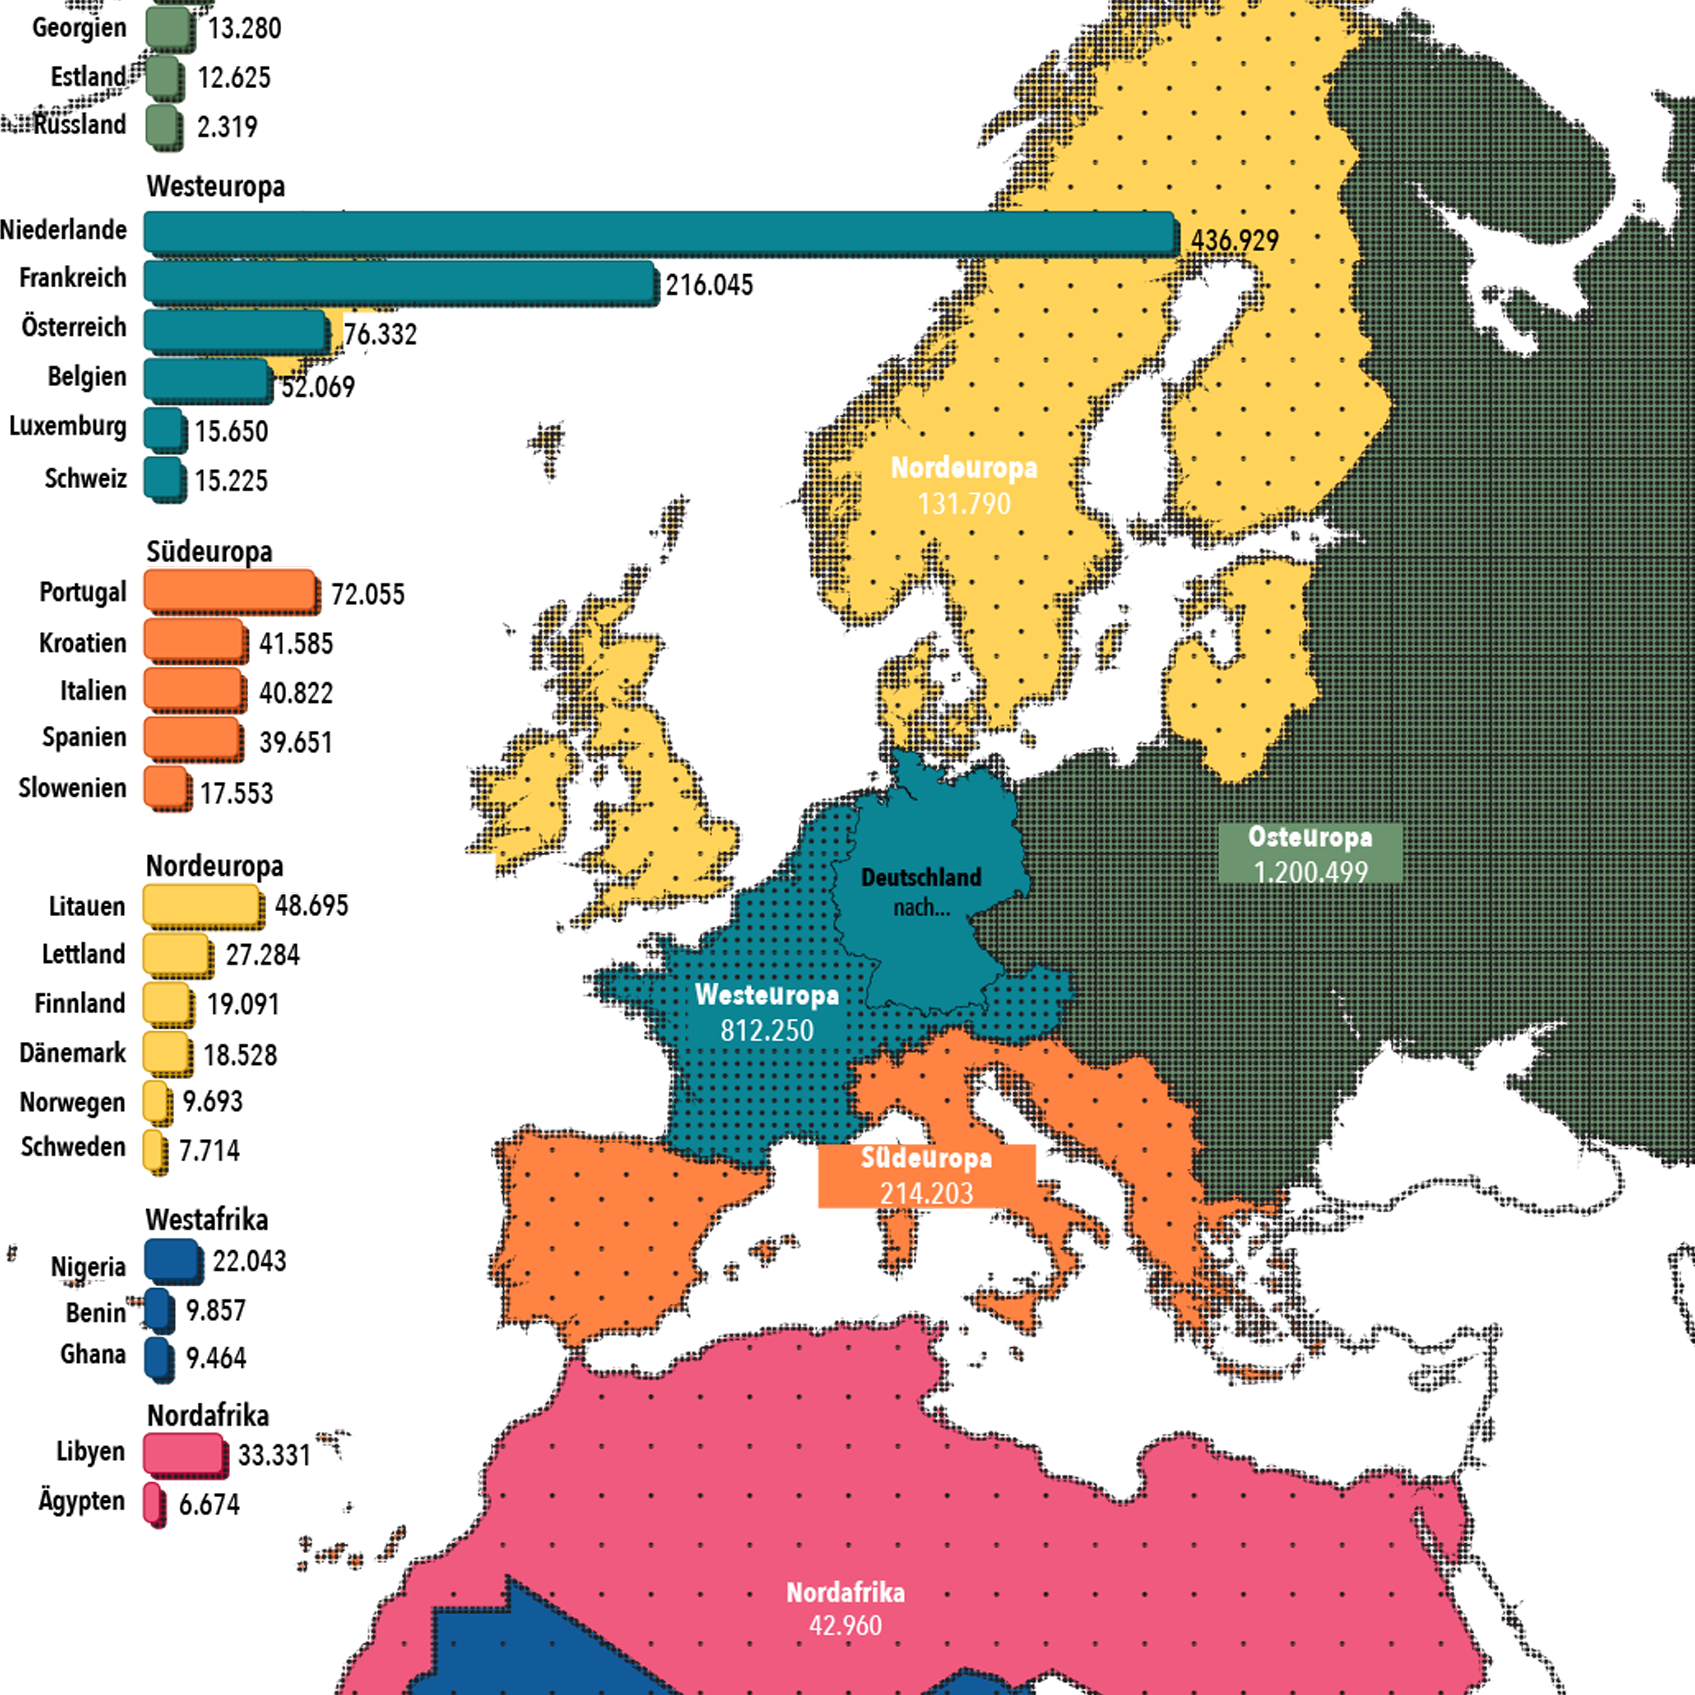 Georgien 13.280
Estland 12.625
Russland 2.319
Westeuropa
Niederlande 436.929
Frankreich 216.045
Österreich 76.332
Belgien 52.069
Luxemburg 15.650
Schweiz 15.225
Südeuropa
Portugal 72.055
Kroatien 41.585
Italien 40.822
Spanien 39.651
Slowenien 17.553
Nordeuropa
Litauen 48.695
Lettland 27.284
Finnland 19.091
Dänemark 18.528
Norwegen 9.693
Schweden 7.714
Westafrika
Nigeria 22.043
Benin 9.857
Ghana 9.464
Nordafrika
Libyen 33.331
Ägypten 6.674
Nordeuropa
131.790
Osteuropa
1.200.499
Deutschland
nach...
Westeuropa
812.250
Südeuropa
214.203
Nordafrika
42.960